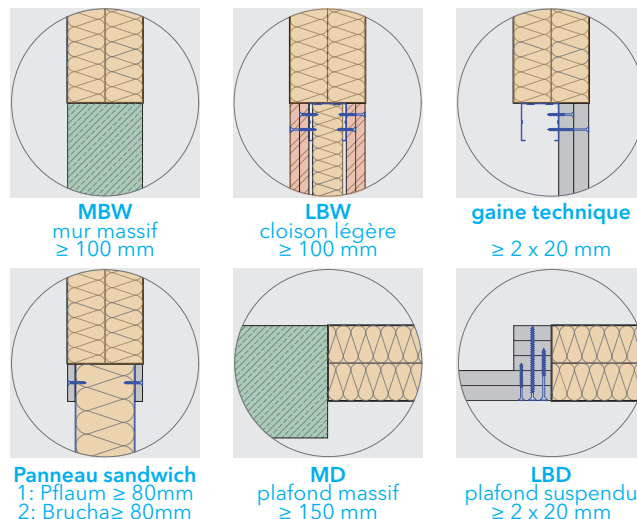 MBW
mur massif
≥ 100 mm
LBW
cloison légère
≥ 100 mm
gaine technique
≥ 2 x 20 mm
Panneau sandwich
1: Pflaum ≥ 80mm
2: Brucha≥ 80mm
MD
plafond massif
≥ 150 mm
LBD
plafond suspendu
≥ 2 x 20 mm